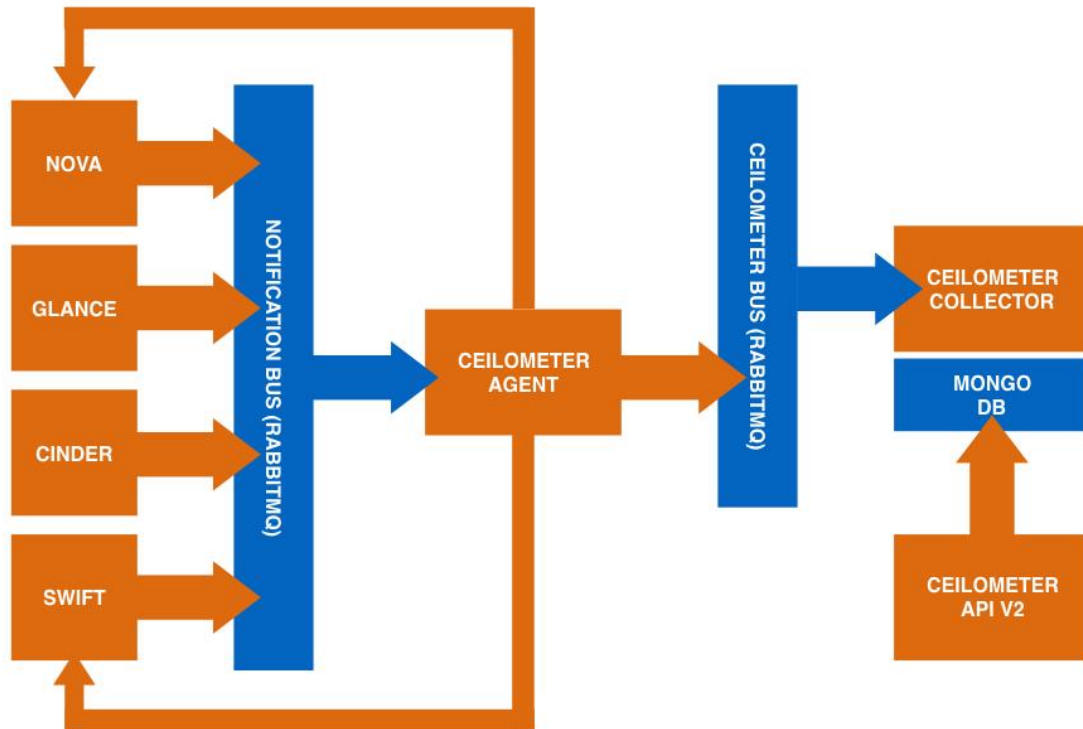 NOVA
GLANCE
CINDER
SWIFT
NOTIFICATION BUS (RABBITMQ)
CEILOMETER
AGENT
CEILOMETER BUS (RABBITMQ)
CEILOMETER
COLLECTOR
MONGO
DB
CEILOMETER
API V2